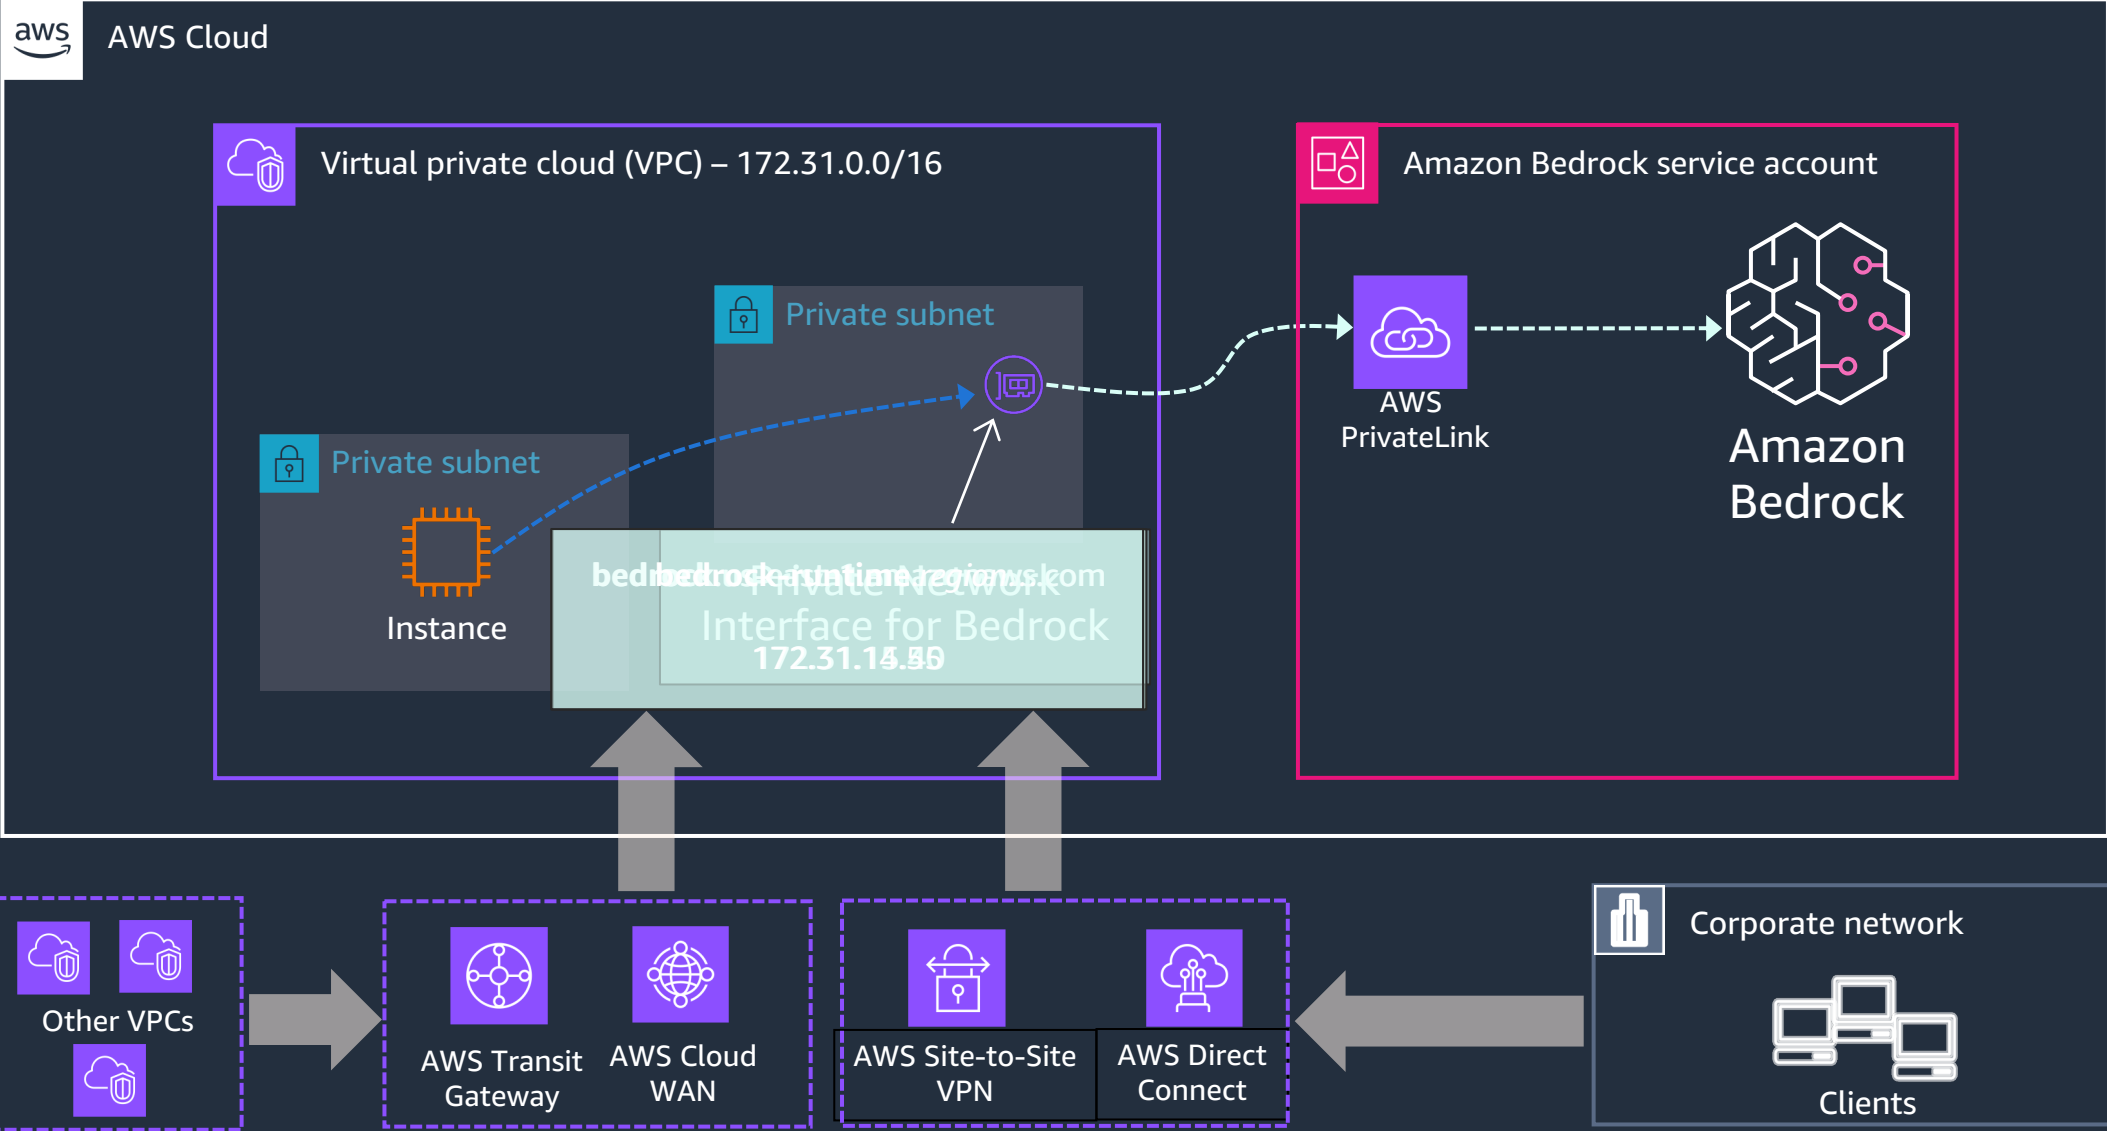 aws
AWS Cloud
Virtual private cloud (VPC) – 172.31.0.0/16
Amazon Bedrock service account
Private subnet
AWS
PrivateLink
Amazon
Bedrock
Private subnet
Instance
Private Network
Interface for Bedrock
Other VPCs
AWS Transit
Gateway
AWS Cloud
WAN
AWS Site-to-Site
VPN
AWS Direct
Connect
Corporate network
Clients